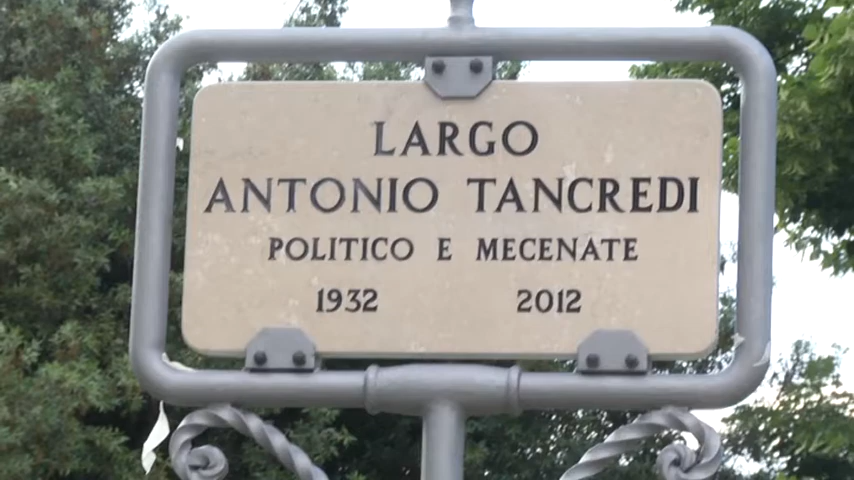 LARGO
ANTONIO TANCREDI
POLITICO E MECENATE
1932 2012